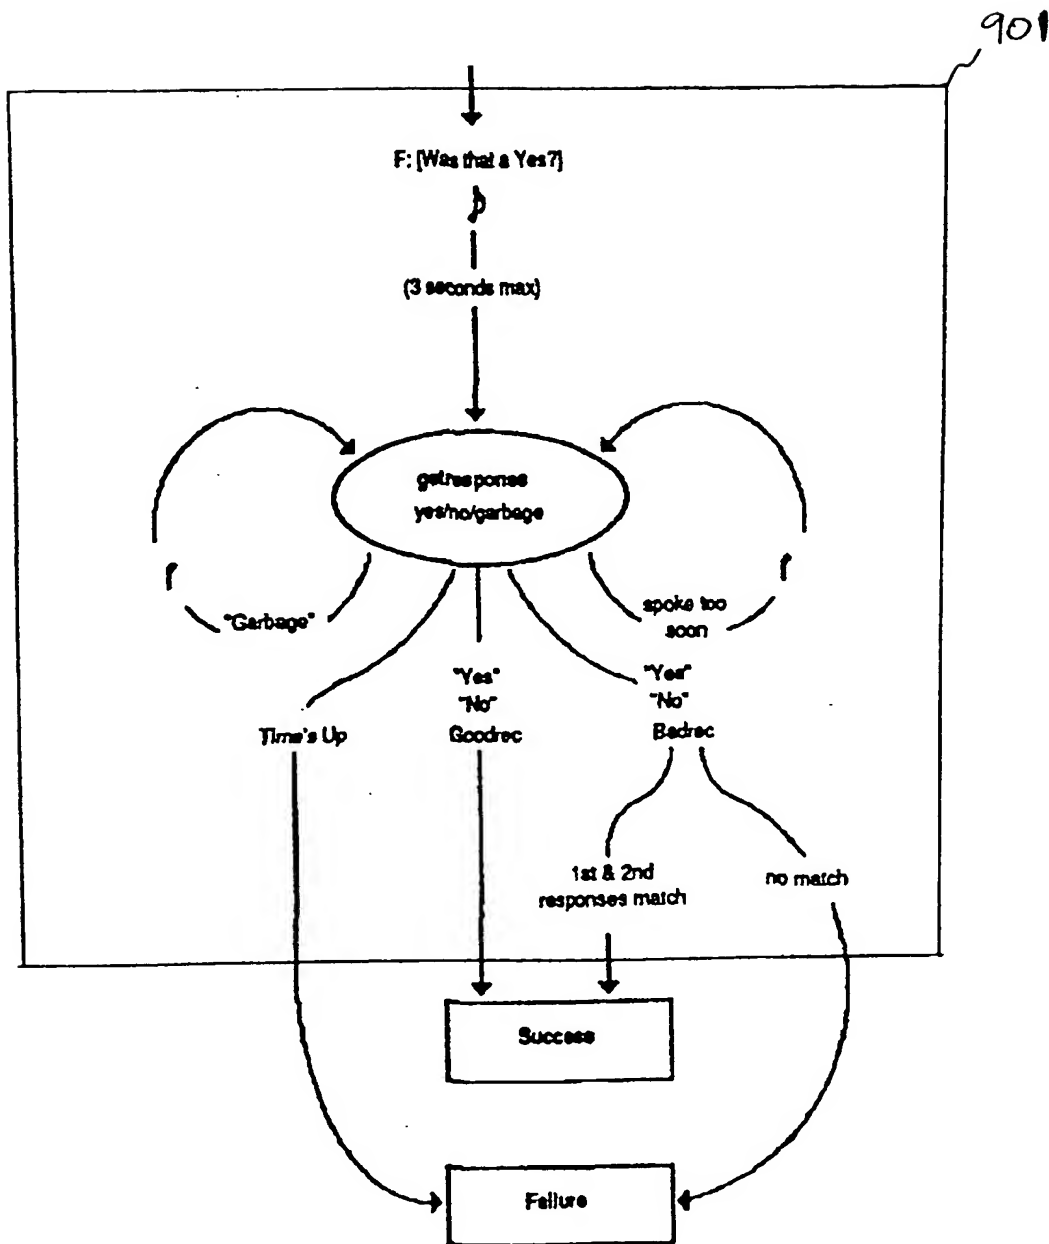 901
F: [Was that a Yes?]
(3 seconds max)
getresponse
yes/no/garbage
"Garbage"
spoke too
soon
"Yes"
"No"
Goodrec
"Yes"
"No"
Badrec
Time's Up
1st & 2nd
responses match
no match
Success
Failure